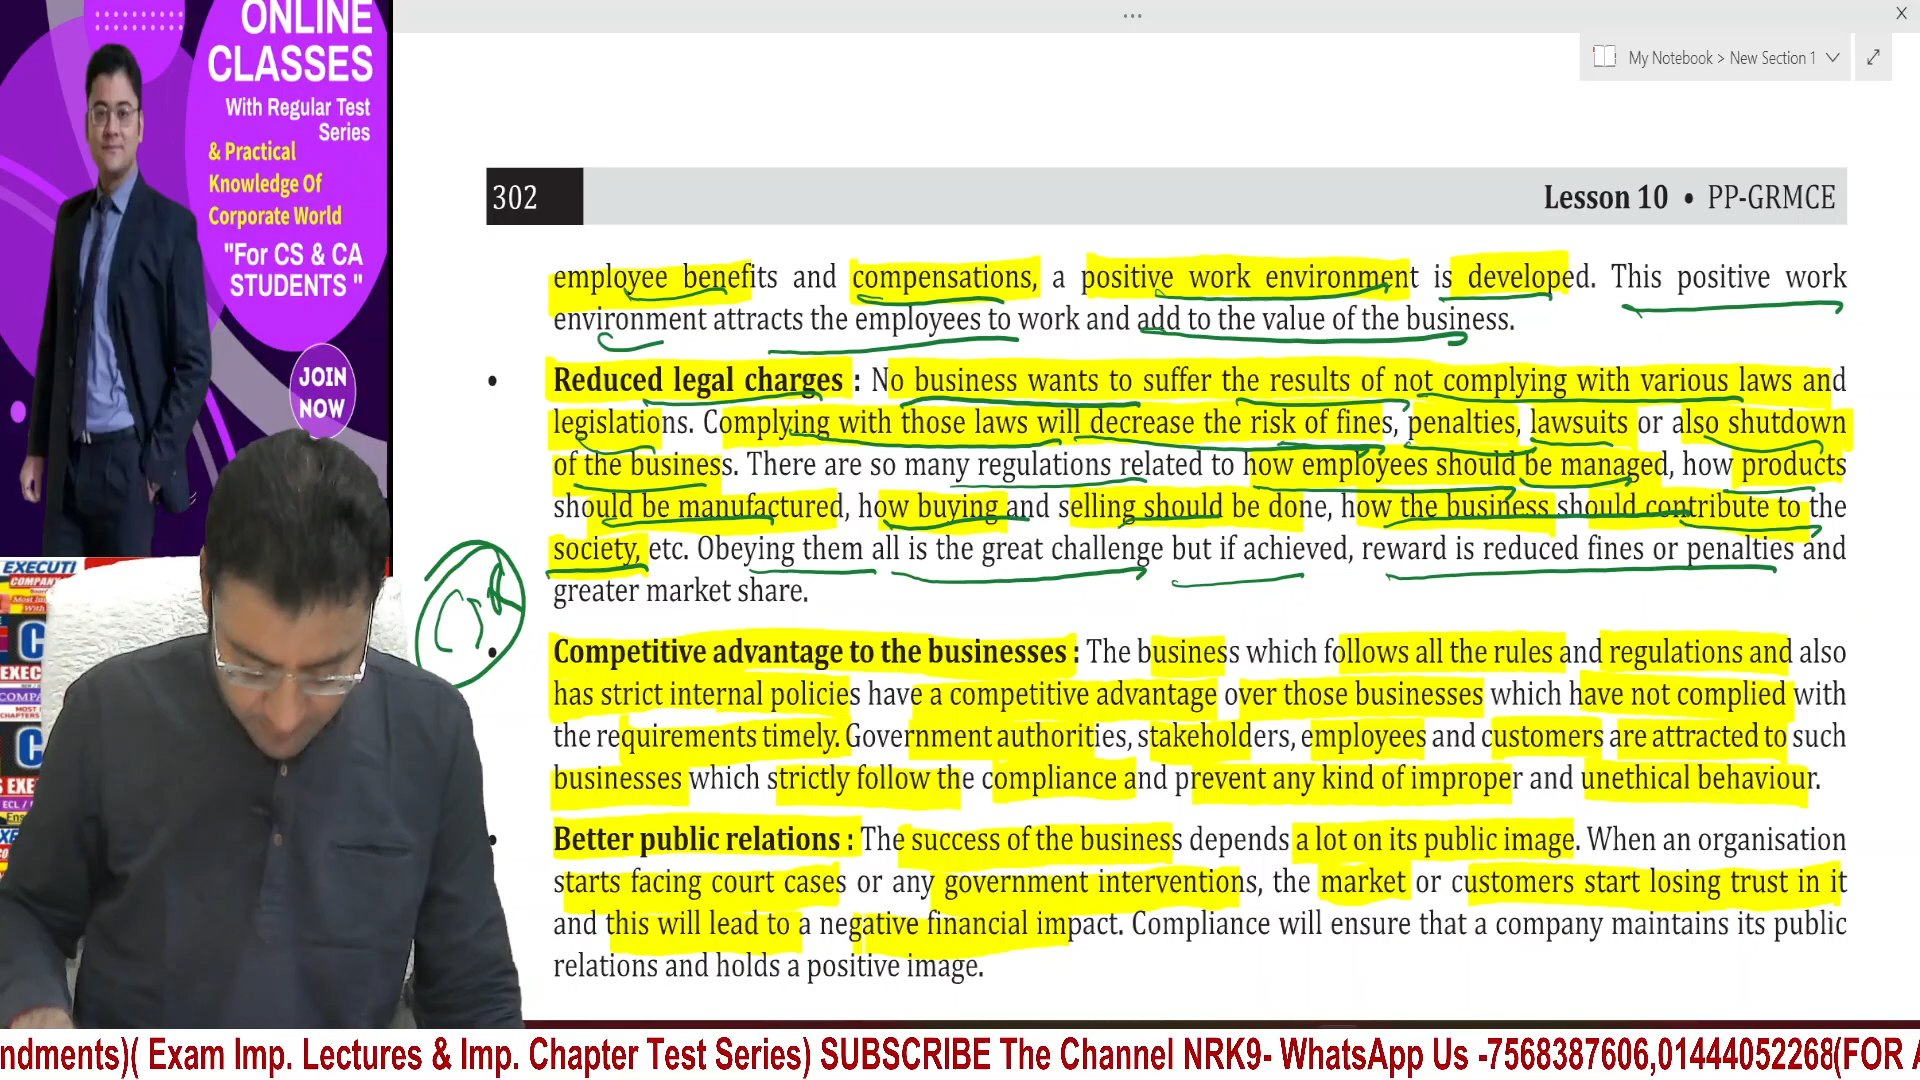 ONLINE
CLASSES
With Regular Test
Series
& Practical
Knowledge Of
Corporate World
"For CS & CA
STUDENTS "
JOIN
NOW
My Notebook > New Section 1
302
Lesson 10 • PP-GRMCE
employee benefits and compensations, a positive work environment is developed. This positive work
environment attracts the employees to work and add to the value of the business.
• Reduced legal charges : No business wants to suffer the results of not complying with various laws and
legislations. Complying with those laws will decrease the risk of fines, penalties, lawsuits or also shutdown
of the business. There are so many regulations related to how employees should be managed, how products
should be manufactured, how buying and selling should be done, how the business should contribute to the
society, etc. Obeying them all is the great challenge but if achieved, reward is reduced fines or penalties and
greater market share.
• Competitive advantage to the businesses : The business which follows all the rules and regulations and also
has strict internal policies have a competitive advantage over those businesses which have not complied with
the requirements timely. Government authorities, stakeholders, employees and customers are attracted to such
businesses which strictly follow the compliance and prevent any kind of improper and unethical behaviour.
• Better public relations : The success of the business depends a lot on its public image. When an organisation
starts facing court cases or any government interventions, the market or customers start losing trust in it
and this will lead to a negative financial impact. Compliance will ensure that a company maintains its public
relations and holds a positive image.
EXECUTI
ndments)( Exam Imp. Lectures & Imp. Chapter Test Series) SUBSCRIBE The Channel NRK9- WhatsApp Us -7568387606,01444052268(FOR A